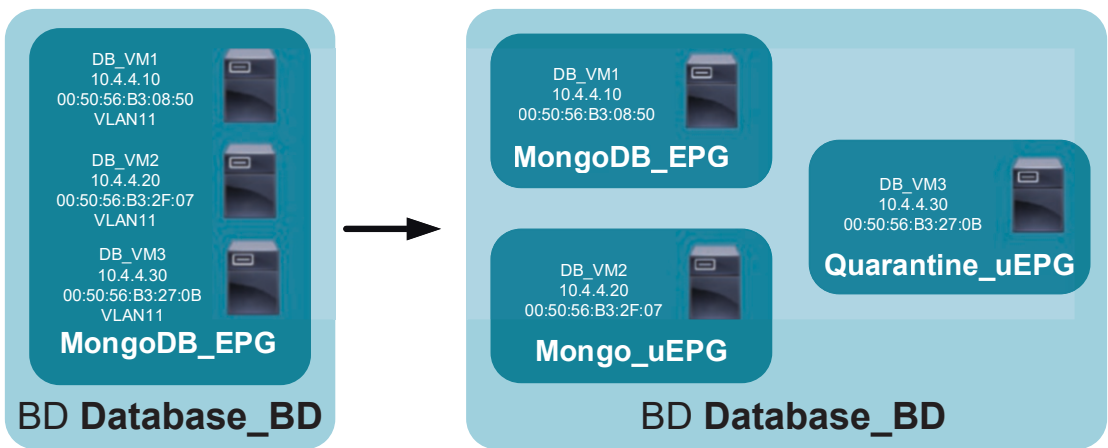 DB_VM1
10.4.4.10
00:50:56:B3:08:50
VLAN11
DB_VM2
10.4.4.20
00:50:56:B3:2F:07
VLAN11
DB_VM3
10.4.4.30
00:50:56:B3:27:0B
VLAN11
MongoDB_EPG
BD Database_BD
DB_VM1
10.4.4.10
00:50:56:B3:08:50
MongoDB_EPG
DB_VM2
10.4.4.20
00:50:56:B3:2F:07
Mongo_uEPG
DB_VM3
10.4.4.30
00:50:56:B3:27:0B
Quarantine_uEPG
BD Database_BD